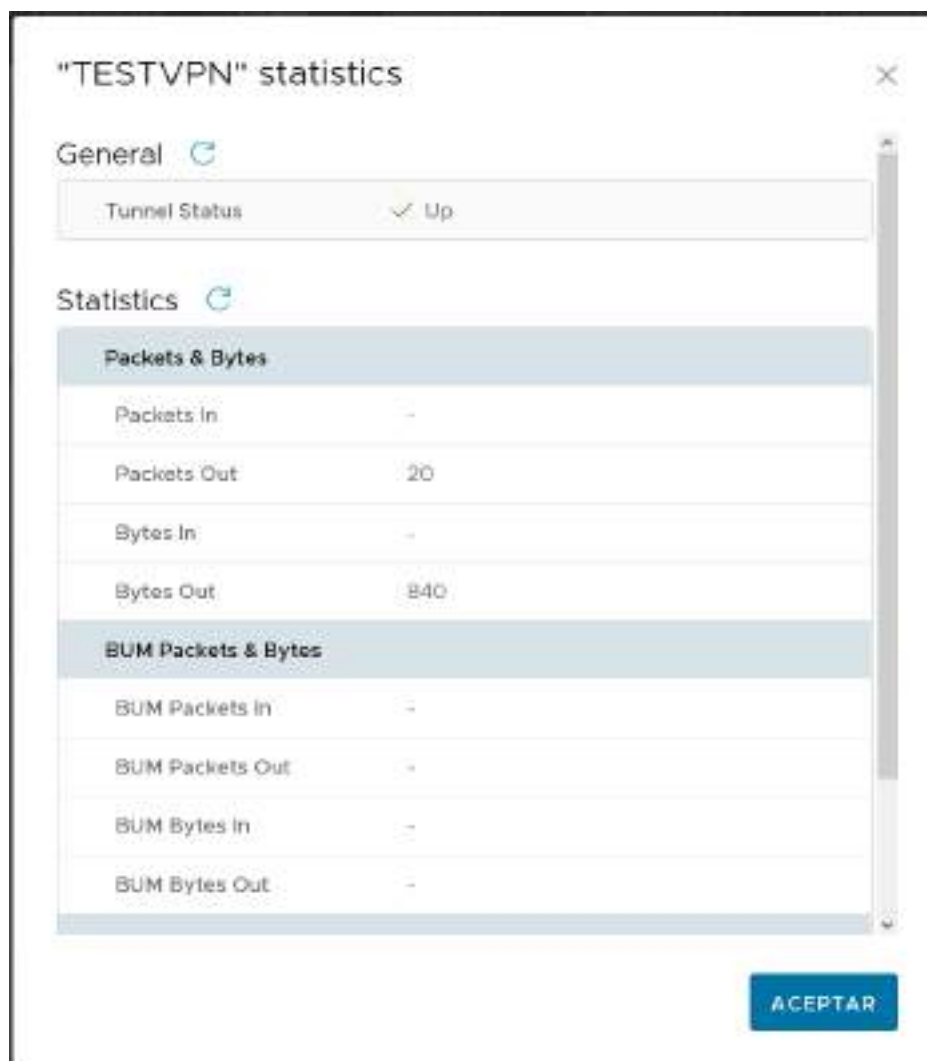 "TESTVPN" statistics
General
Tunnel Status Up
Statistics
Packets & Bytes
Packets In -
Packets Out 20
Bytes In -
Bytes Out 840
BUM Packets & Bytes
BUM Packets In -
BUM Packets Out -
BUM Bytes In -
BUM Bytes Out -
ACEPTAR